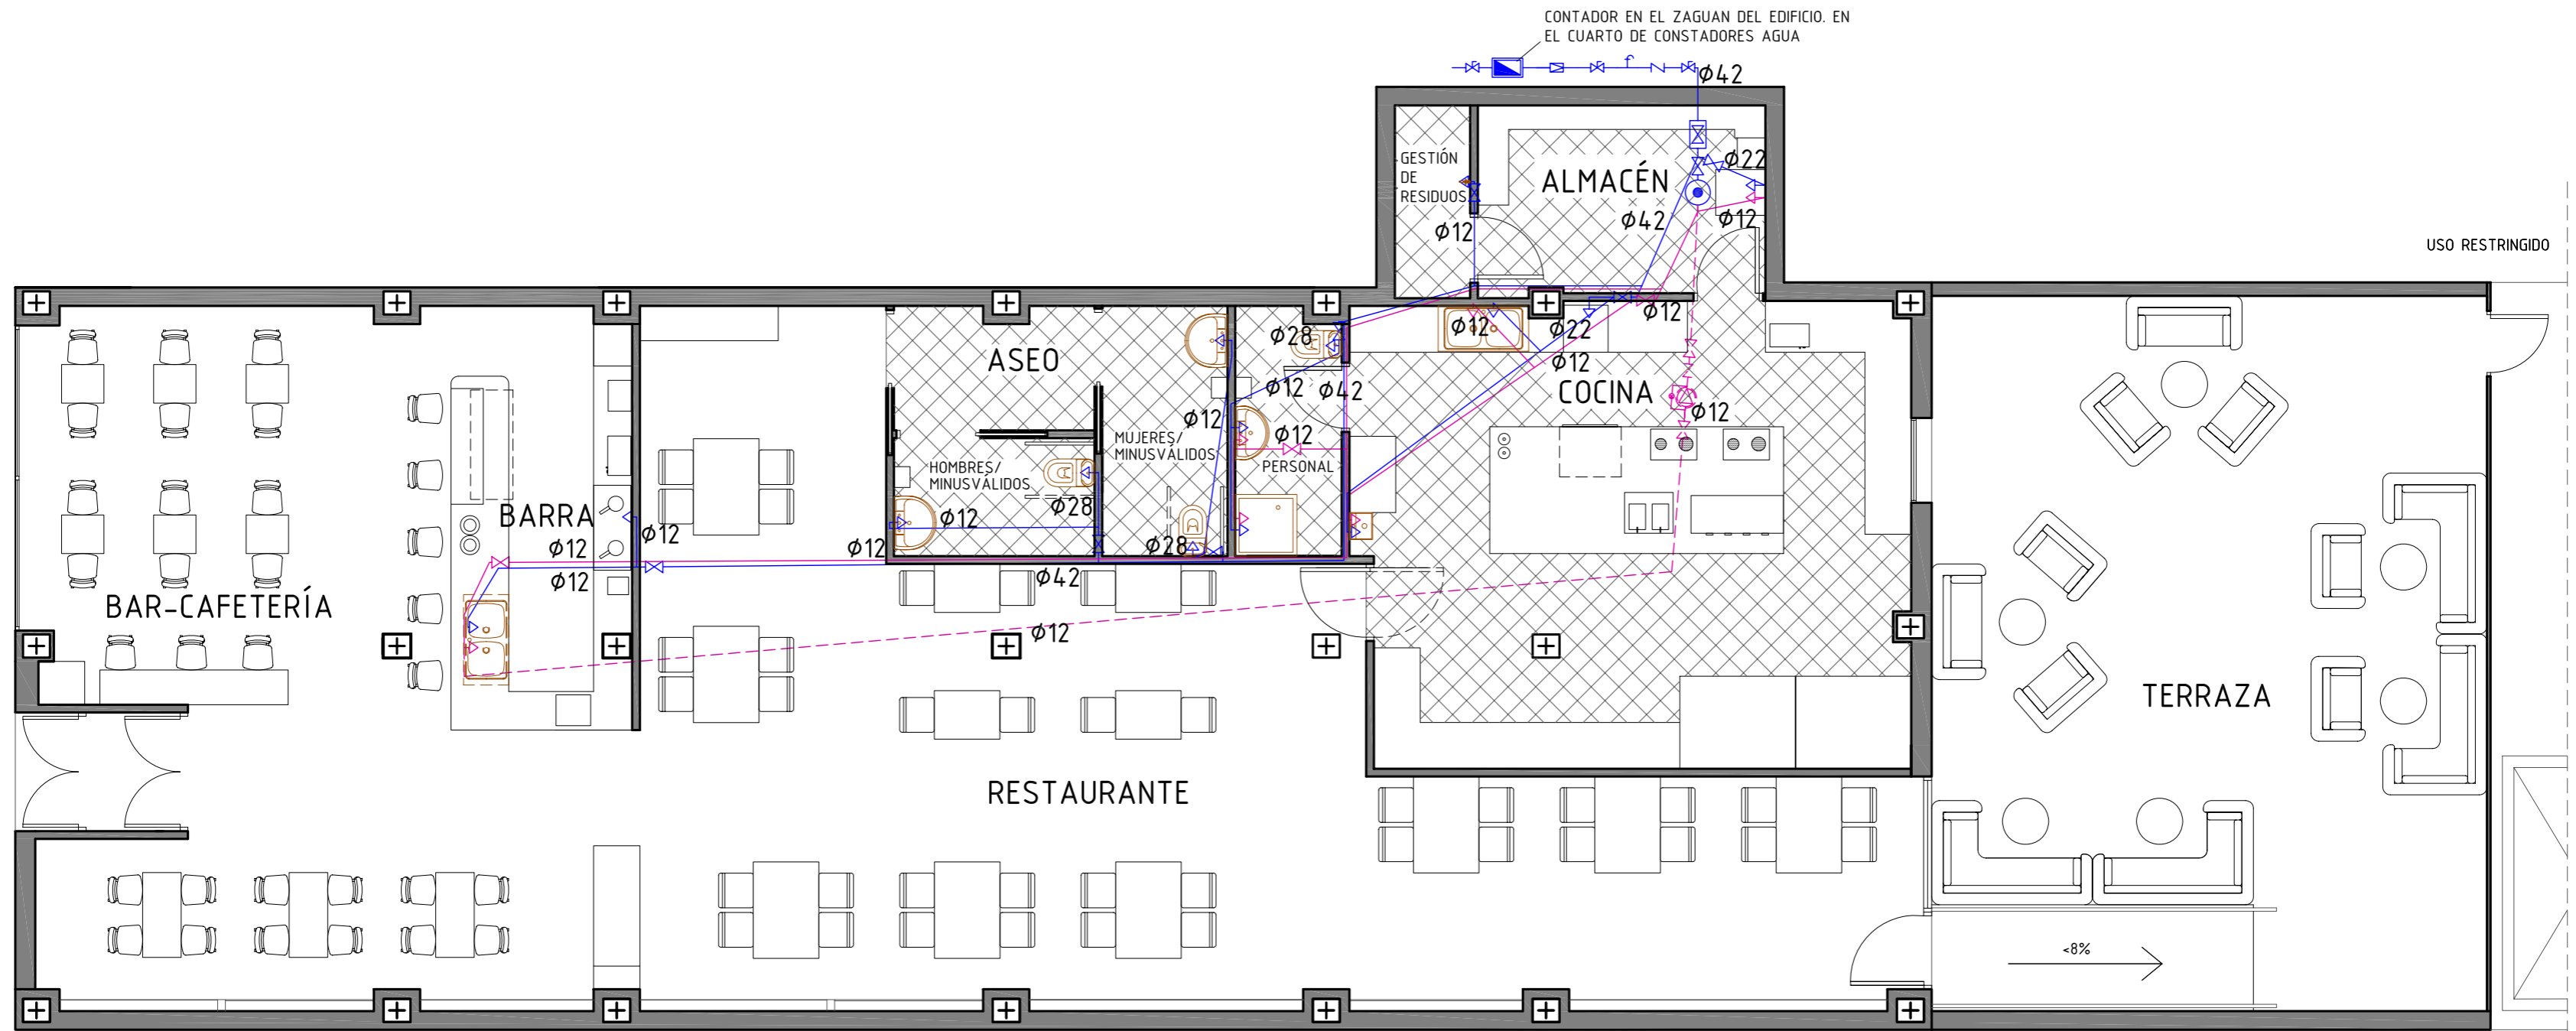 CONTADOR EN EL ZAGUAN DEL EDIFICIO. EN
EL CUARTO DE CONSTADORES AGUA
f
Ø42
GESTIÓN
DE
RESIDUOS
ALMACÉN
Ø22
Ø42
Ø12
Ø12
USO RESTRINGIDO
ASEO
Ø28
Ø12
Ø22
Ø12
Ø12
COCINA
Ø12
Ø42
Ø12
Ø12
MUJERES/
MINUSVÁLIDOS
Ø12
PERSONAL
HOMBRES/
MINUSVÁLIDOS
Ø28
Ø12
BARRA
Ø12
Ø12
Ø12
Ø28
Ø12
Ø42
BAR-CAFETERÍA
Ø12
TERRAZA
RESTAURANTE
<8%